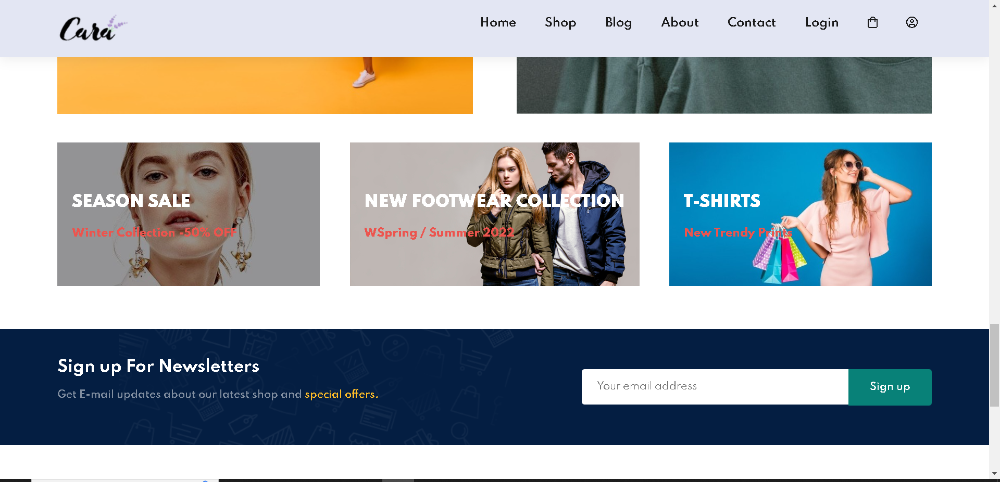 Cara
Home Shop Blog About Contact Login
SEASON SALE
Winter Collection -50% OFF
NEW FOOTWEAR COLLECTION
WSpring / Summer 2022
T-SHIRTS
New Trendy Prints
Sign up For Newsletters
Get E-mail updates about our latest shop and special offers.
Your email address
Sign up